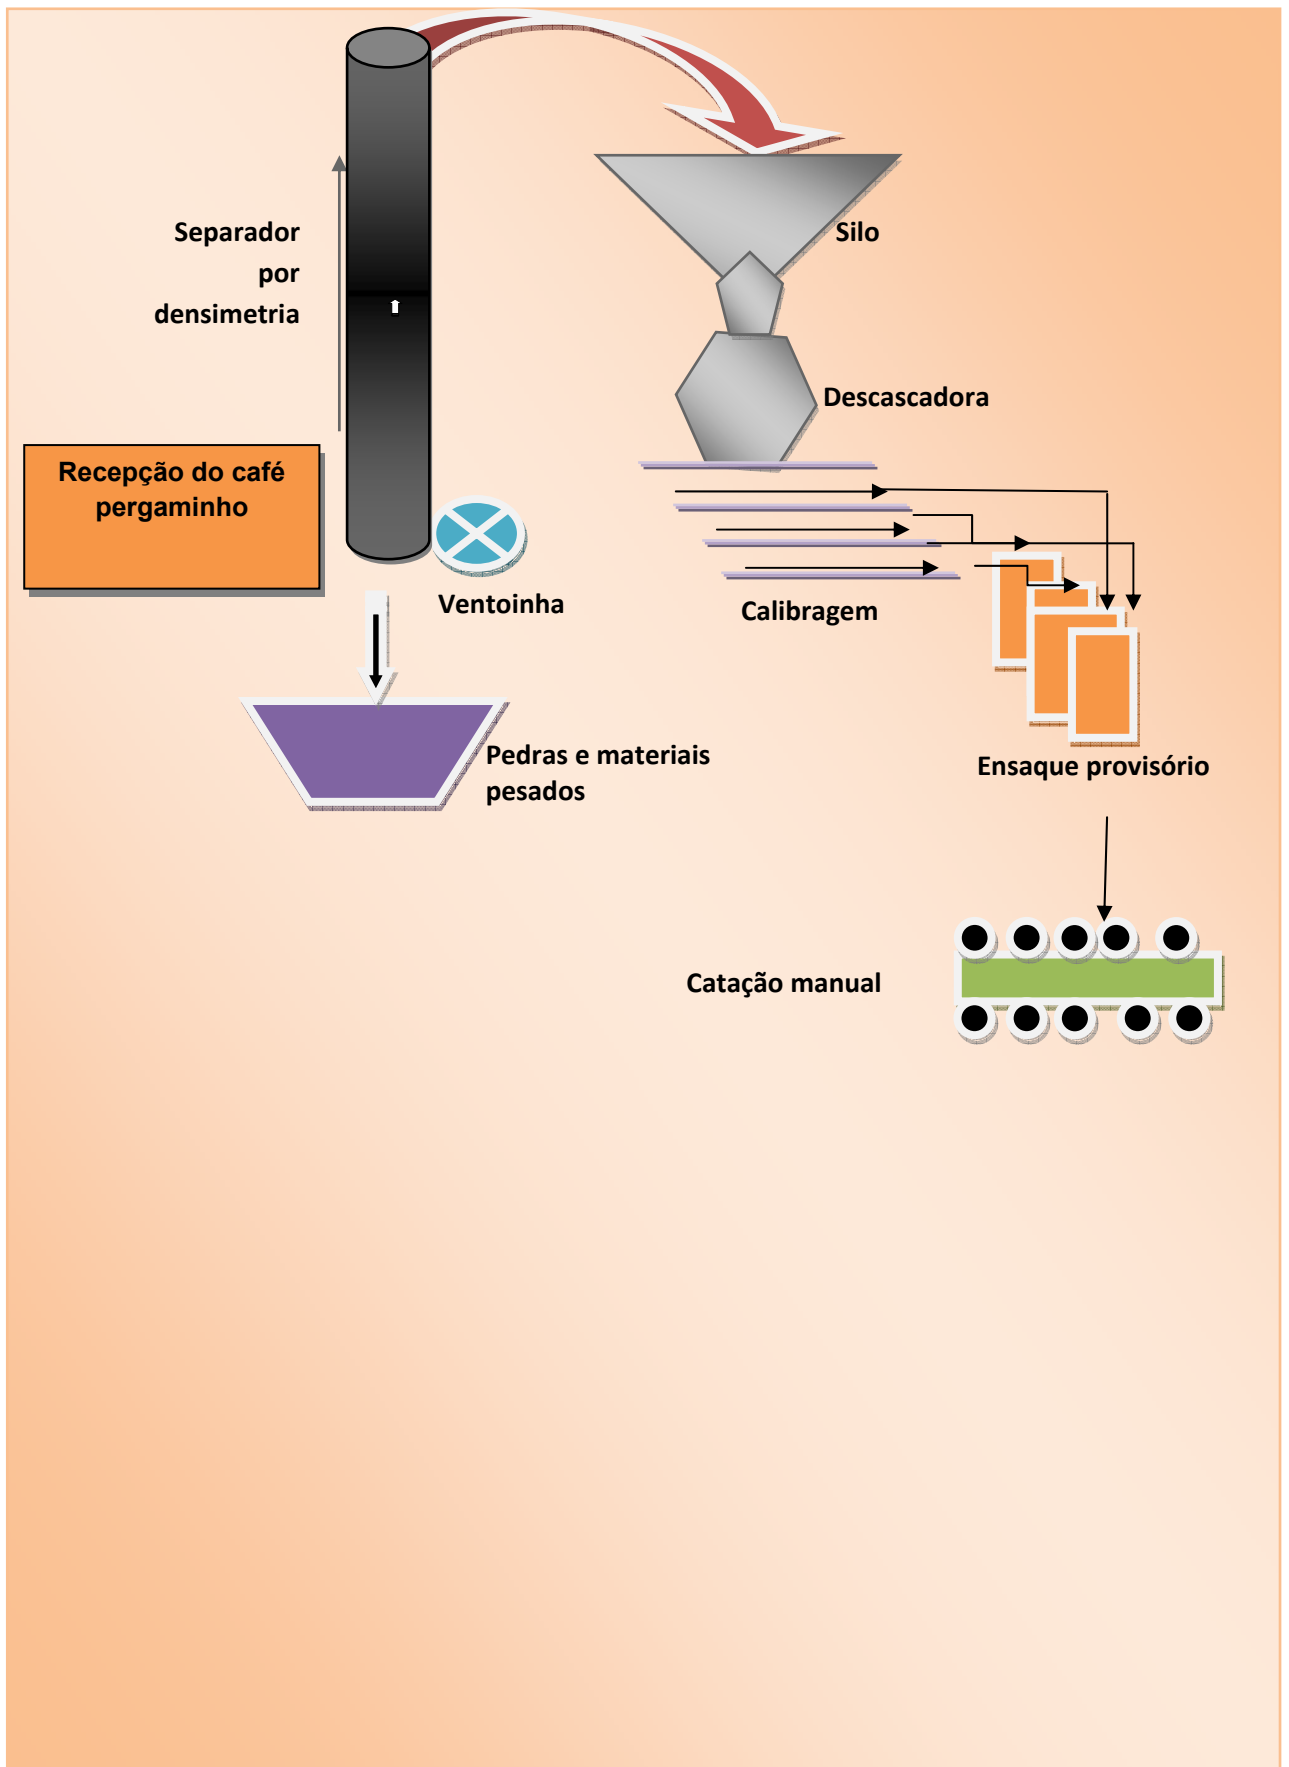 Separador
por
densimetria
Silo
Descascadora
Recepção do café
pergaminho
Ventoinha
Calibragem
Pedras e materiais
pesados
Ensaque provisório
Catação manual